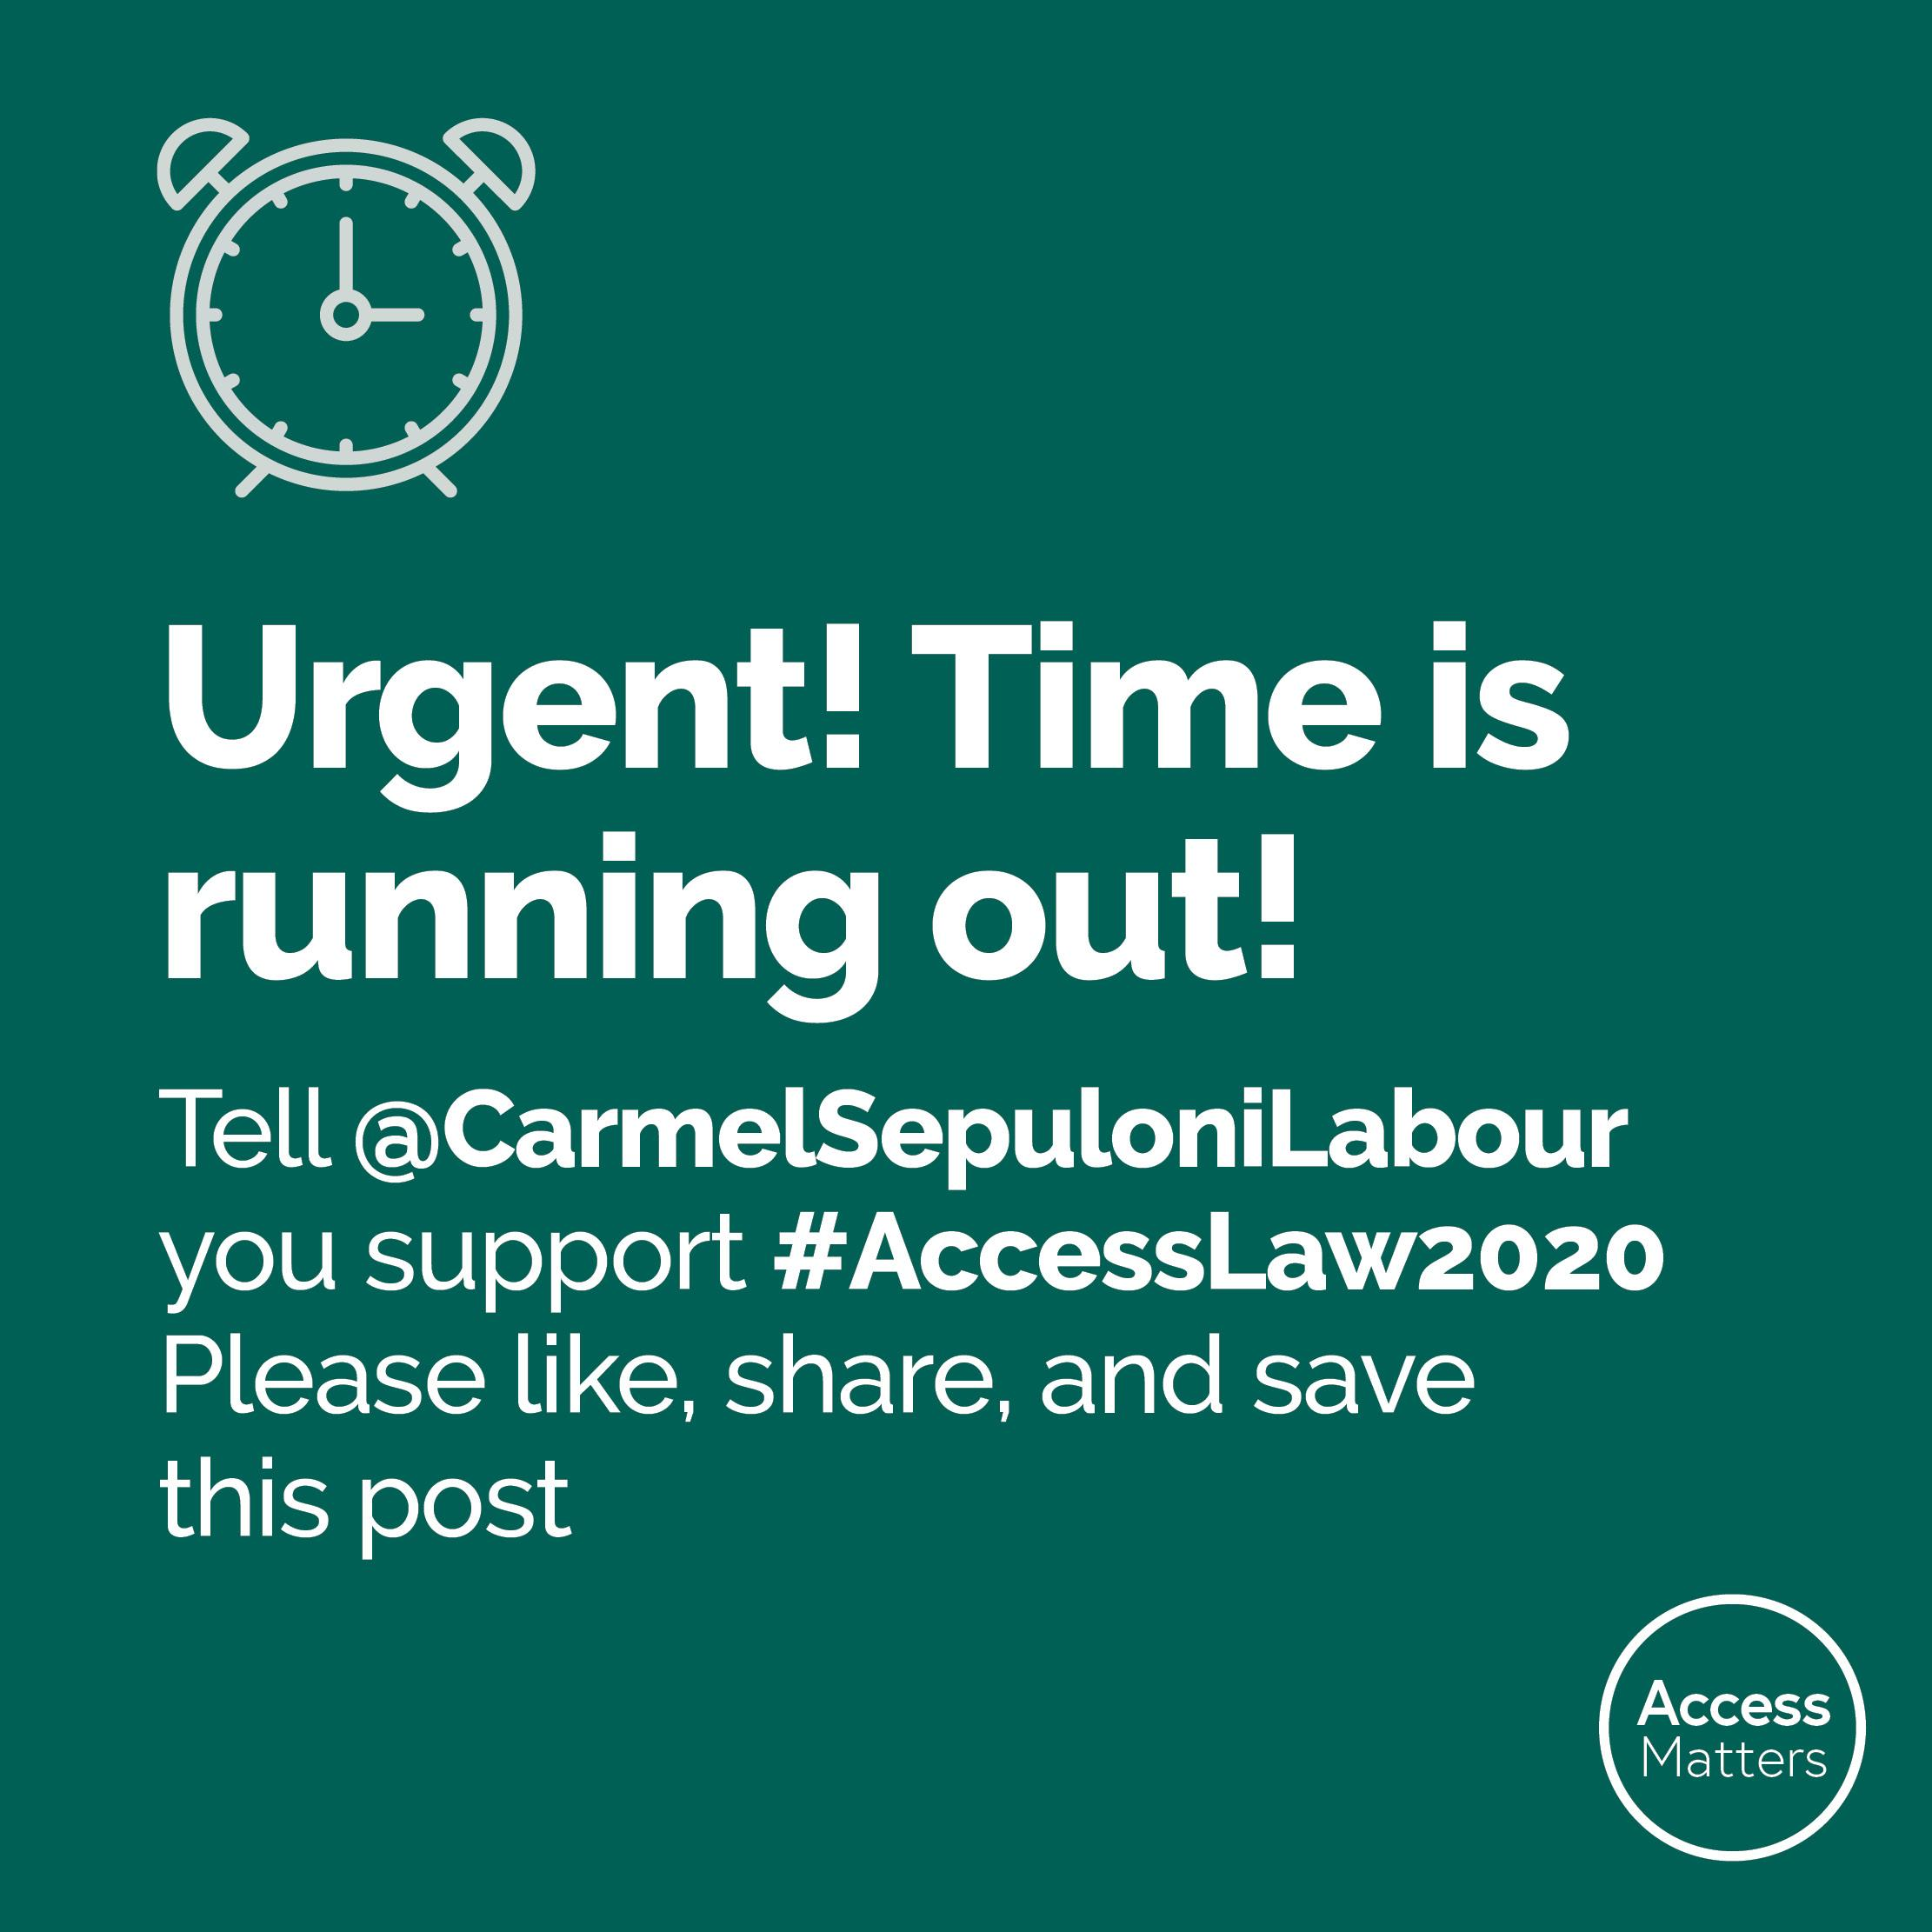 Urgent! Time is
running out!
Tell @CarmelSepuloniLabour
you support #AccessLaw2020
Please like, share, and save
this post
Access
Matters